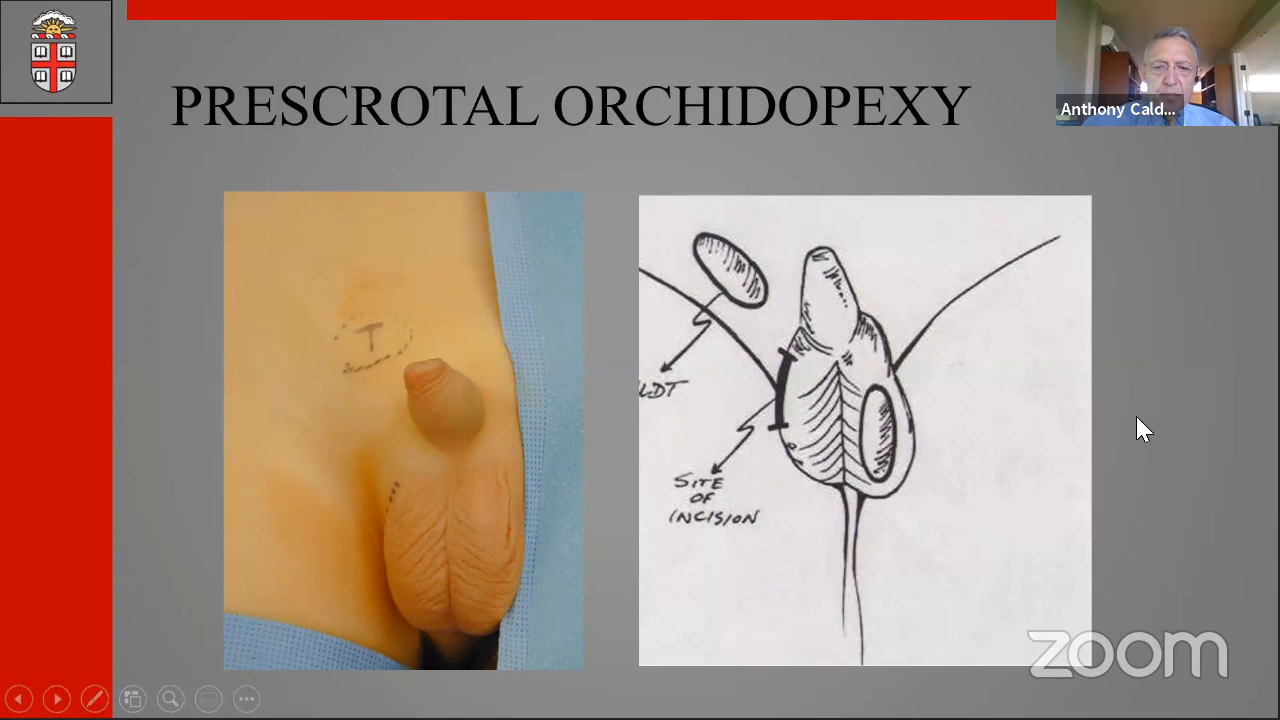 PRESCROTAL ORCHIDOPEXY
Anthony Cald...
T
LDT
SITE
OF
INCISION
zoom